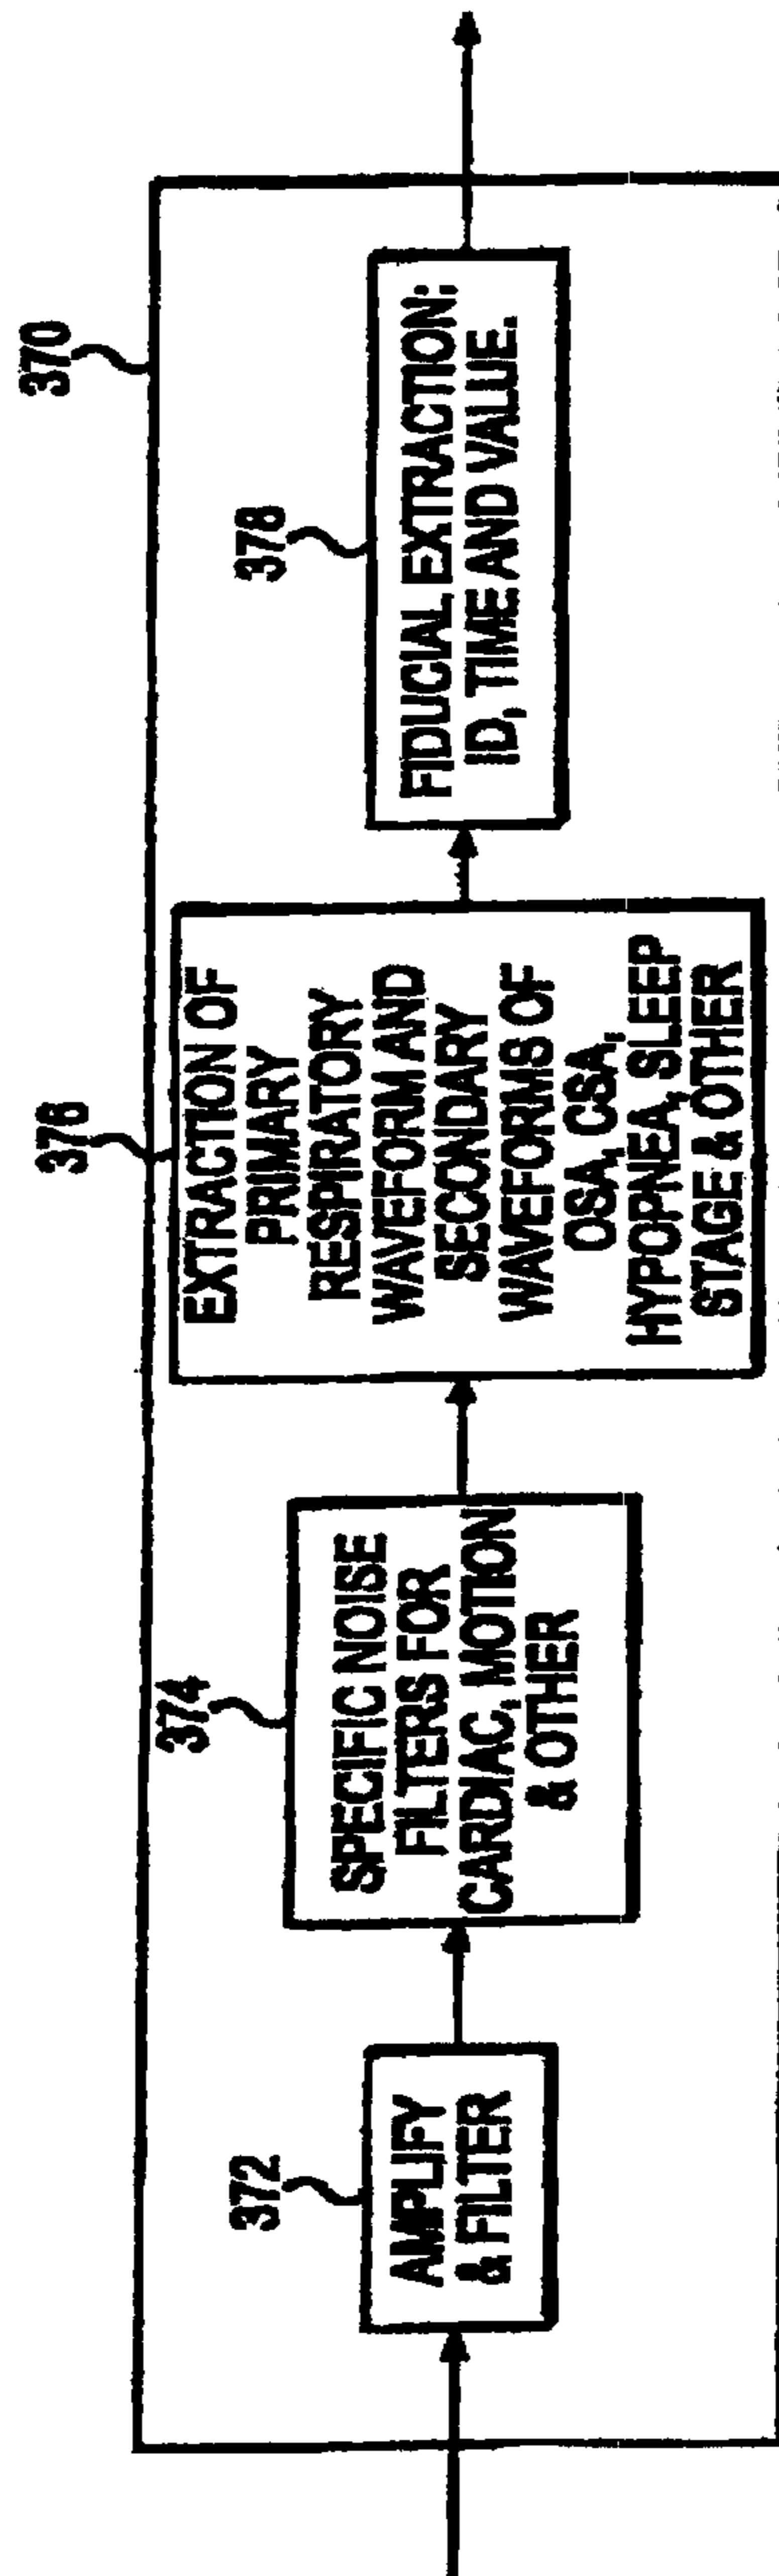 370
372
AMPLIFY
& FILTER
374
SPECIFIC NOISE
FILTERS FOR
CARDIAC, MOTION
& OTHER
376
EXTRACTION OF
PRIMARY
RESPIRATORY
WAVEFORM AND
SECONDARY
WAVEFORMS OF
OSA, CSA,
HYPOPNEA, SLEEP
STAGE & OTHER
378
FIDUCIAL EXTRACTION:
ID, TIME AND VALUE.